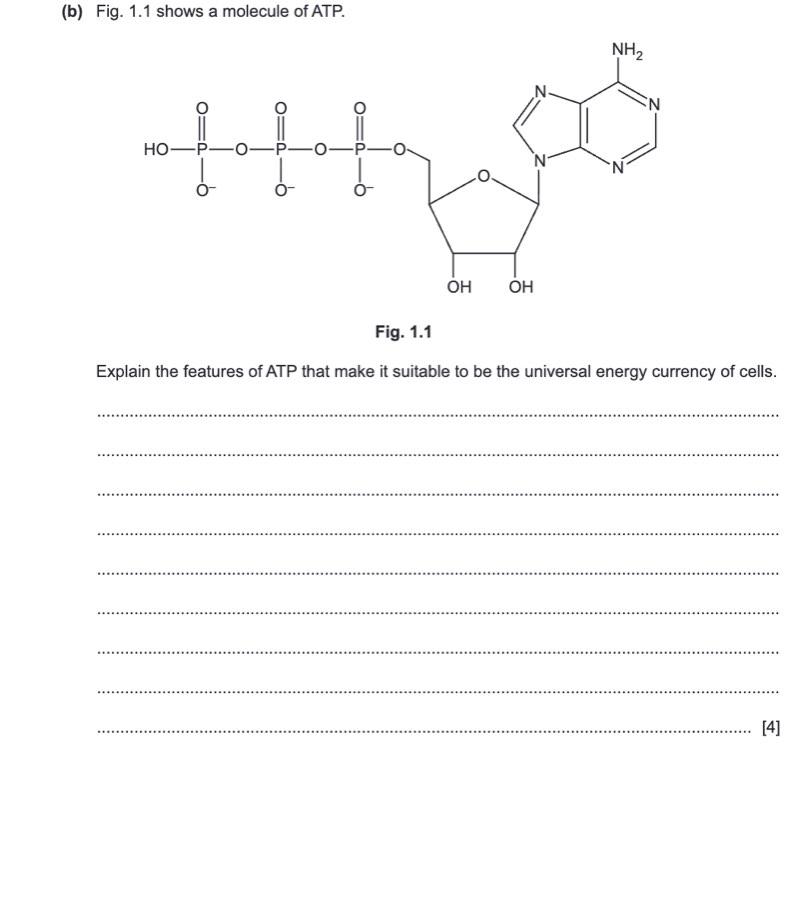 (b) Fig. 1.1 shows a molecule of ATP.
NH2
N
N
O
O
O
HO
P
O
P
O
P
O
N
N
O
O–
O–
O–
OH
OH
Fig. 1.1
Explain the features of ATP that make it suitable to be the universal energy currency of cells.
[4]